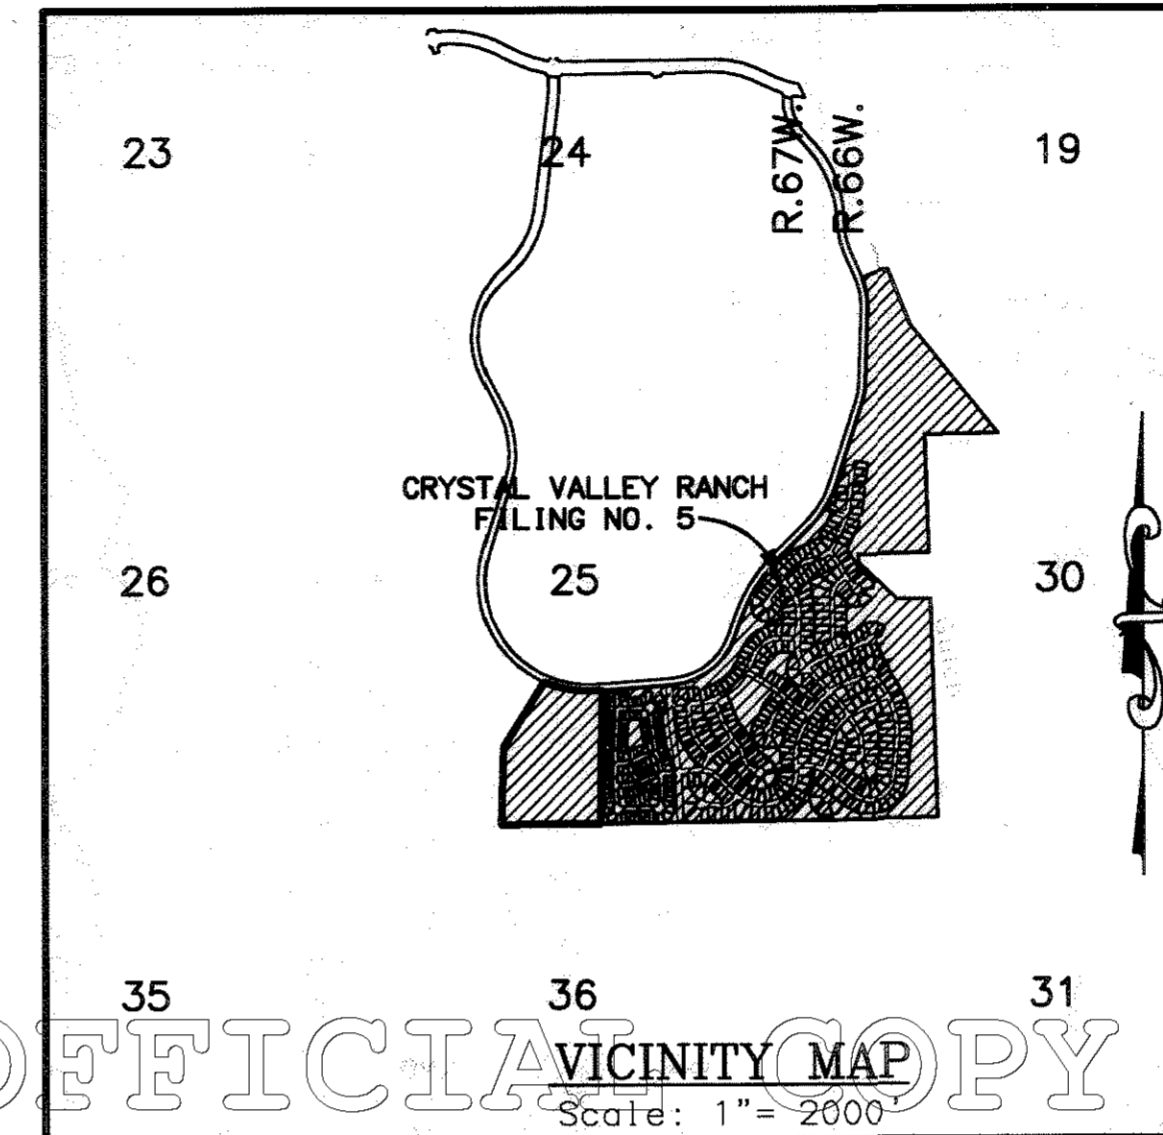 23 24 19
R.67W.
R.66W.
CRYSTAL VALLEY RANCH
FILING NO. 5
26 25 30
35 36 31
OFFICIAL COPY
VICINITY MAP
Scale: 1"= 2000'